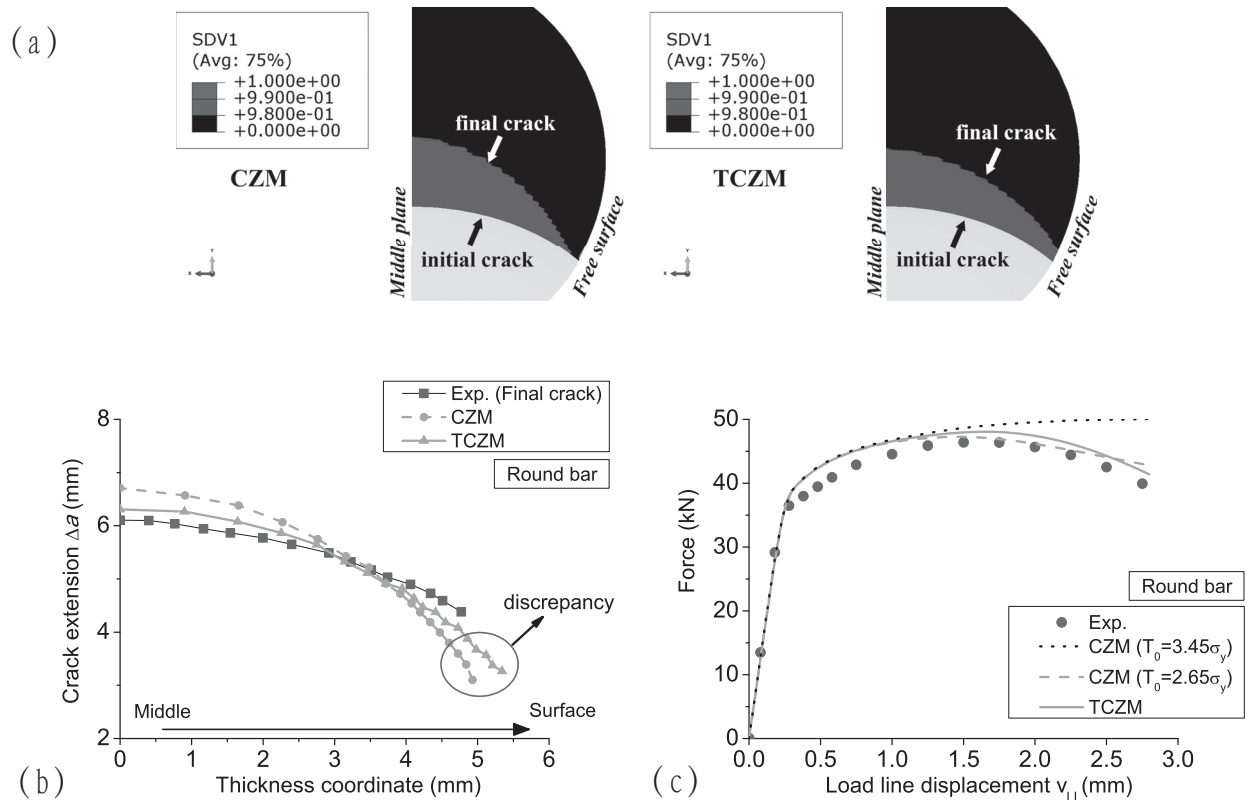 (a)
SDV1
(Avg: 75%)
+1.000e+00
+9.900e-01
+9.800e-01
+0.000e+00
CZM
final crack
initial crack
Middle plane
Free surface
Y
X
SDV1
(Avg: 75%)
+1.000e+00
+9.900e-01
+9.800e-01
+0.000e+00
TCZM
final crack
initial crack
Middle plane
Free surface
Y
X
(b)
Exp. (Final crack)
CZM
TCZM
Round bar
discrepancy
Middle
Surface
8
6
4
2
0 1 2 3 4 5 6
Crack extension Δa (mm)
Thickness coordinate (mm)
(c)
50
40
30
20
10
0
0.0 0.5 1.0 1.5 2.0 2.5 3.0
Force (kN)
Round bar
Exp.
CZM (T₀=3.45σy)
CZM (T₀=2.65σy)
TCZM
Load line displacement v (mm)